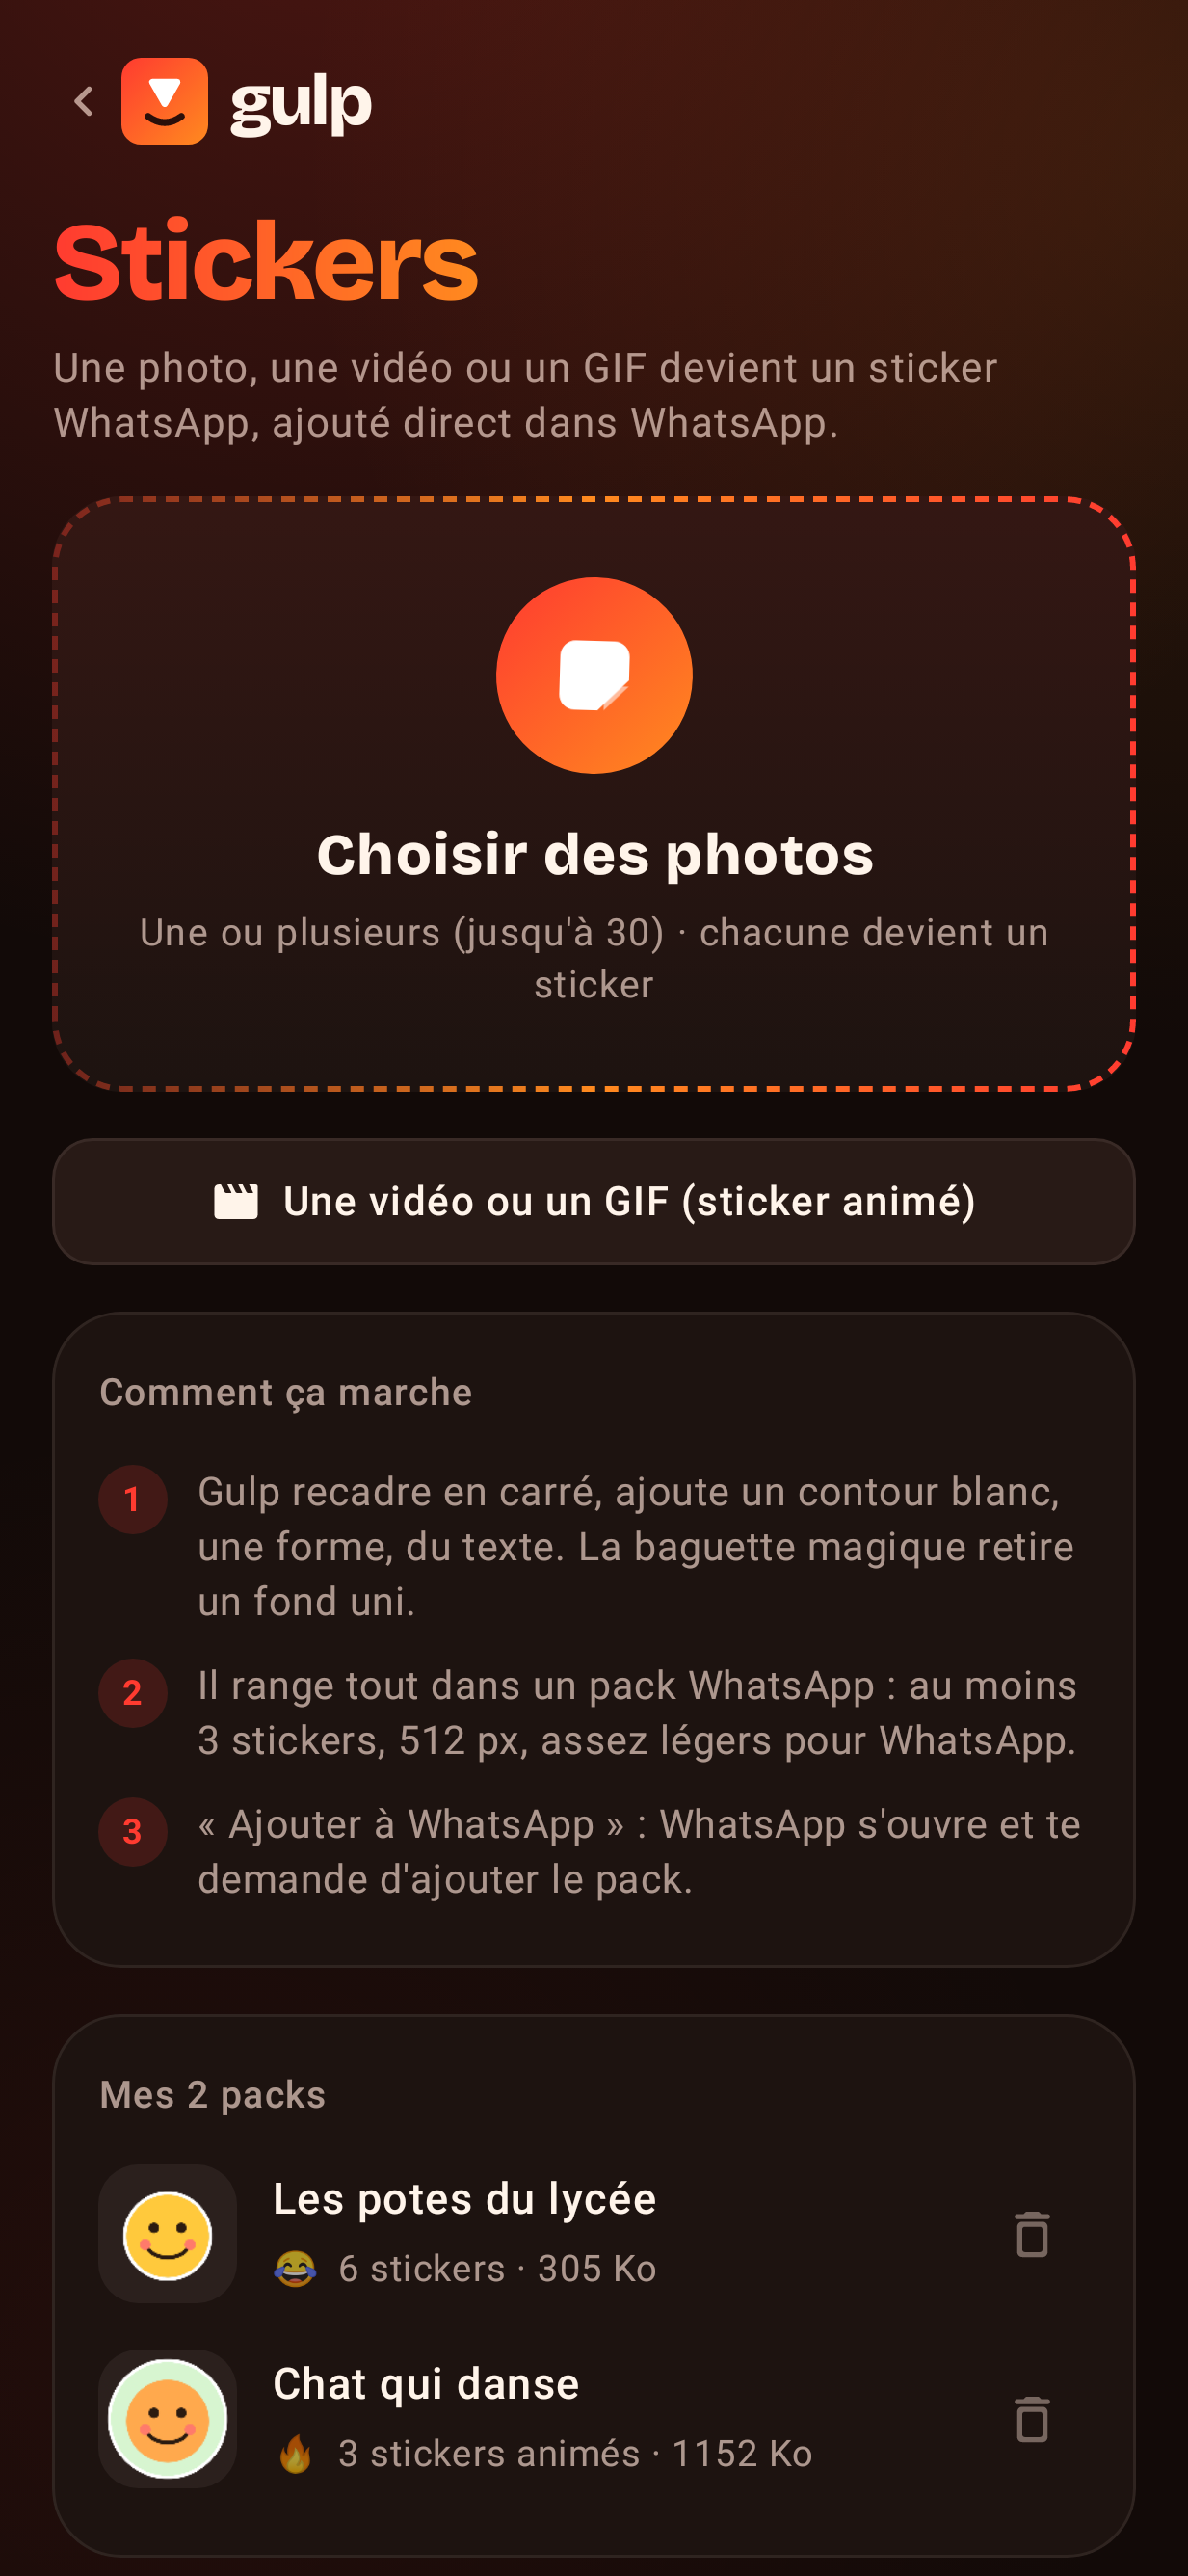 gulp
Stickers
Une photo, une vidéo ou un GIF devient un sticker
WhatsApp, ajouté direct dans WhatsApp.
Choisir des photos
Une ou plusieurs (jusqu'à 30) · chacune devient un
sticker
Une vidéo ou un GIF (sticker animé)
Comment ça marche
1 Gulp recadre en carré, ajoute un contour blanc,
une forme, du texte. La baguette magique retire
un fond uni.
2 Il range tout dans un pack WhatsApp : au moins
3 stickers, 512 px, assez légers pour WhatsApp.
3 « Ajouter à WhatsApp » : WhatsApp s'ouvre et te
demande d'ajouter le pack.
Mes 2 packs
Les potes du lycée
😂 6 stickers · 305 Ko
Chat qui danse
🔥 3 stickers animés · 1152 Ko